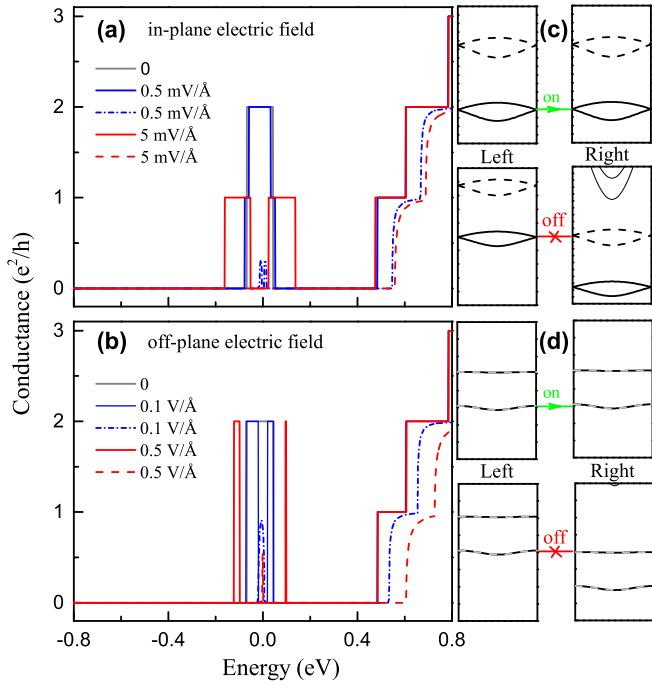 (a) in-plane electric field
0
0.5 mV/Å
0.5 mV/Å
5 mV/Å
5 mV/Å
3
2
1
0
(b) off-plane electric field
0
0.1 V/Å
0.1 V/Å
0.5 V/Å
0.5 V/Å
3
2
1
0
Conductance (e²/h)
-0.8 -0.4 0.0 0.4 0.8
Energy (eV)
(c)
on
Left Right
off
(d)
on
Left Right
off